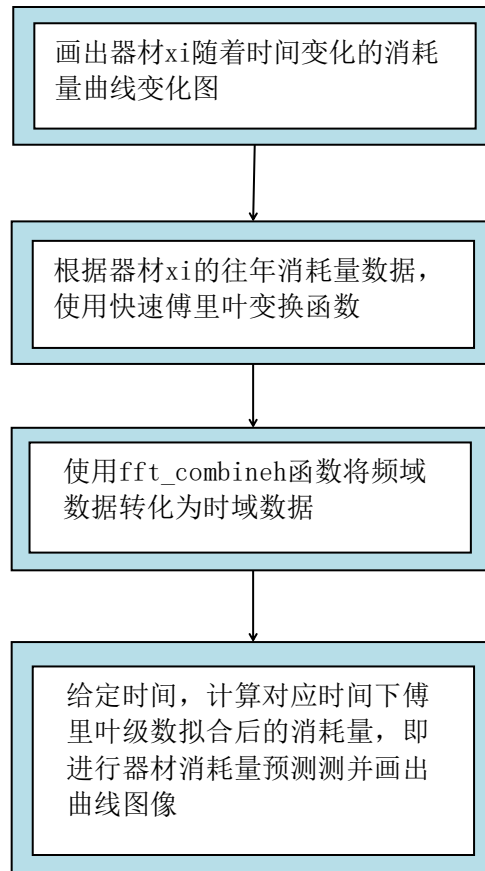 画出器材xi随着时间变化的消耗
量曲线变化图
根据器材xi的往年消耗量数据，
使用快速傅里叶变换函数
使用fft_combineh函数将频域
数据转化为时域数据
给定时间，计算对应时间下傅
里叶级数拟合后的消耗量，即
进行器材消耗量预测测并画出
曲线图像